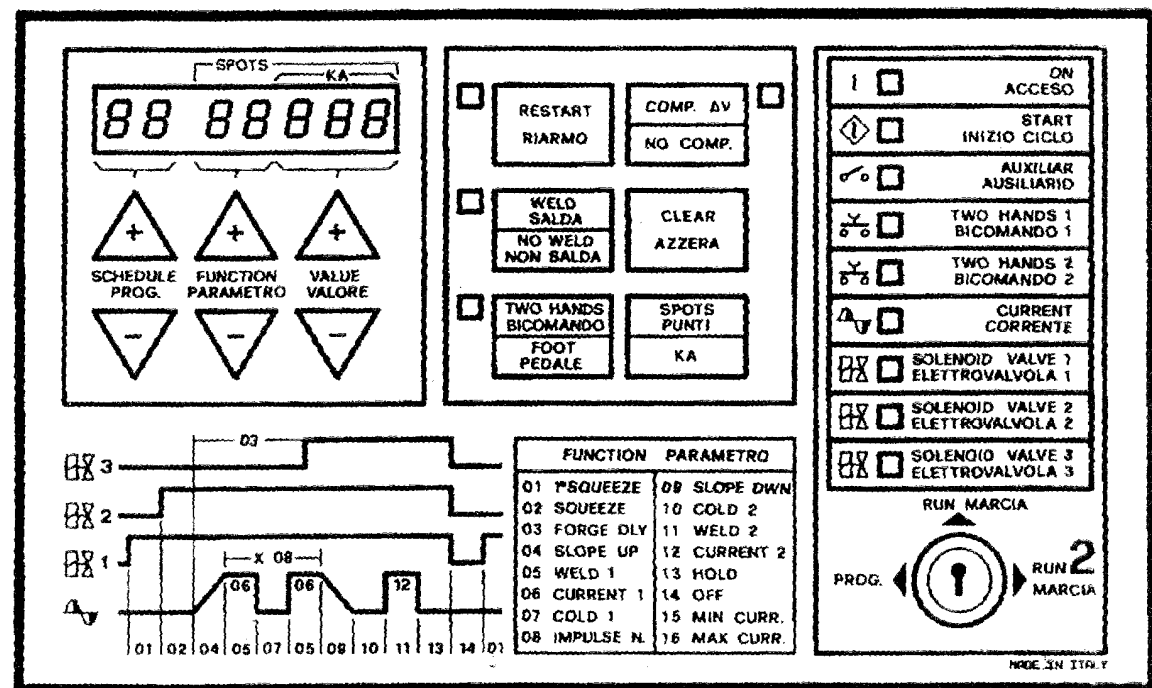 SPOTS
KA
88 88888
SCHEDULE
PROG.
FUNCTION
PARAMETRO
VALUE
VALORE
RESTART
RIARMO
COMP. ΔV
NO COMP.
WELD
SALDA
NO WELD
NON SALDA
CLEAR
AZZERA
TWO HANDS
BICOMANDO
FOOT
PEDALE
SPOTS
PUNTI
KA
ON
ACCESO
START
INIZIO CICLO
AUXILIAR
AUSILIARIO
TWO HANDS 1
BICOMANDO 1
TWO HANDS 2
BICOMANDO 2
CURRENT
CORRENTE
SOLENOID VALVE 1
ELETTROVALVOLA 1
SOLENOID VALVE 2
ELETTROVALVOLA 2
SOLENOID VALVE 3
ELETTROVALVOLA 3
RUN MARCIA
PROG.
RUN 2
MARCIA
03
3
2
1
X 08
06 06 12
01 02 04 05 07 05 09 10 11 13 14 01
FUNCTION PARAMETRO
01 1°SQUEEZE 09 SLOPE DWN
02 SQUEEZE 10 COLD 2
03 FORGE DLY 11 WELD 2
04 SLOPE UP 12 CURRENT 2
05 WELD 1 13 HOLD
06 CURRENT 1 14 OFF
07 COLD 1 15 MIN CURR.
08 IMPULSE N. 16 MAX CURR.
MADE IN ITALY